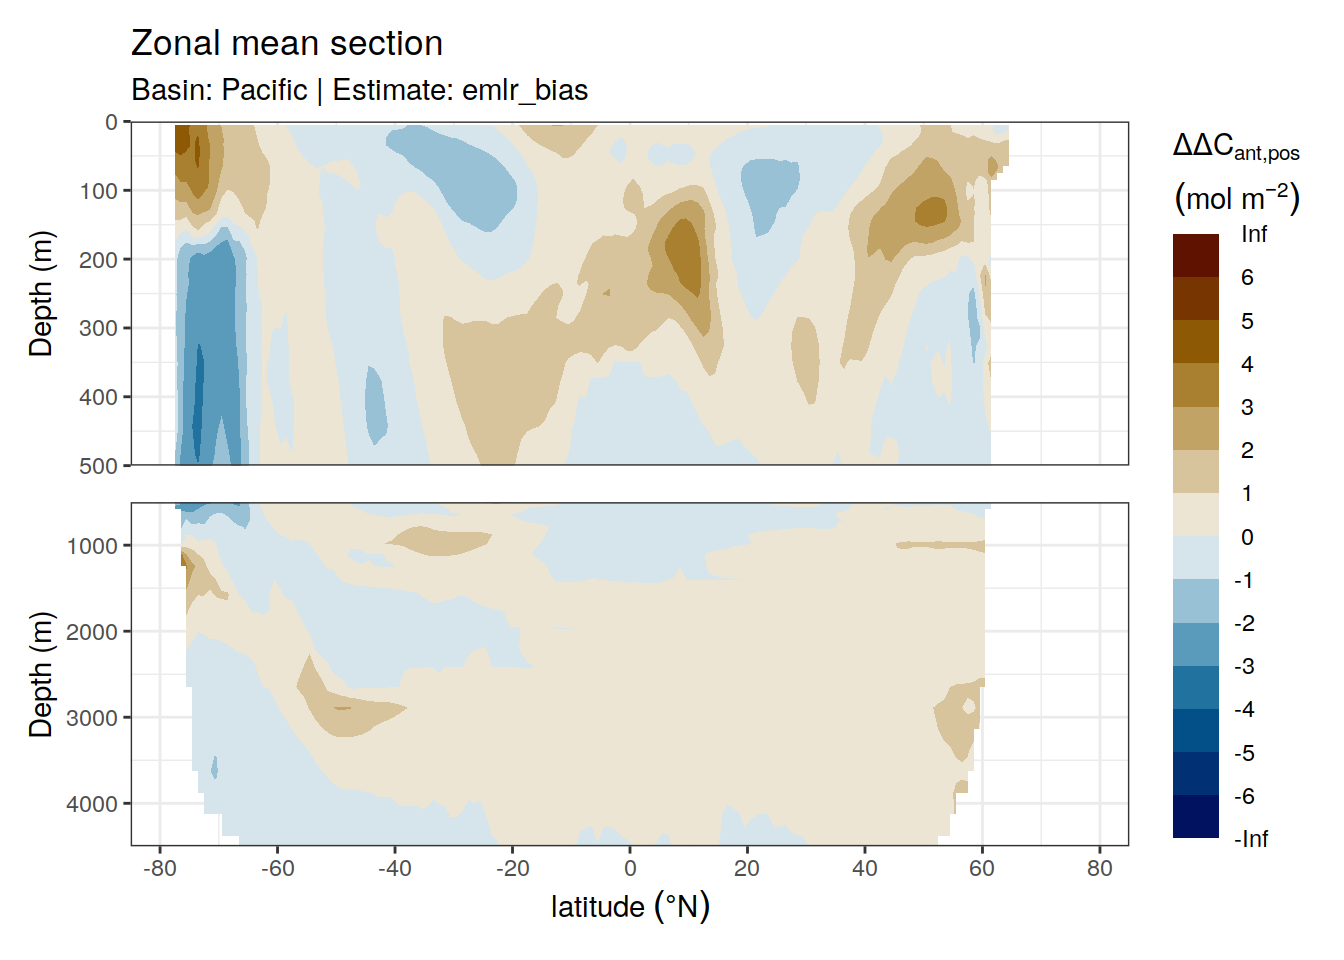 Zonal mean section
Basin: Pacific | Estimate: emlr_bias
Depth (m)
0
100
200
300
400
500
Depth (m)
1000
2000
3000
4000
-80 -60 -40 -20 0 20 40 60 80
latitude (°N)
ΔΔC_ant,pos
(mol m⁻²)
Inf
6
5
4
3
2
1
0
-1
-2
-3
-4
-5
-6
-Inf